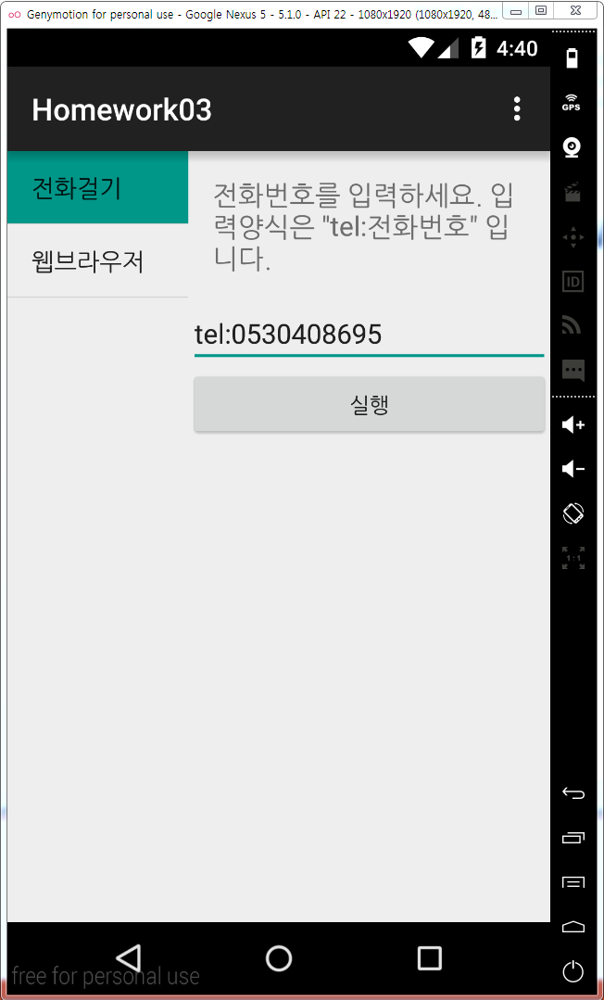 Genymotion for personal use - Google Nexus 5 - 5.1.0 - API 22 - 1080x1920 (1080x1920, 48...
4:40
Homework03
GPS
전화걸기
웹브라우저
전화번호를 입력하세요. 입
력양식은 "tel:전화번호" 입
니다.
tel:0530408695
실행
ID
1:1
free for personal use